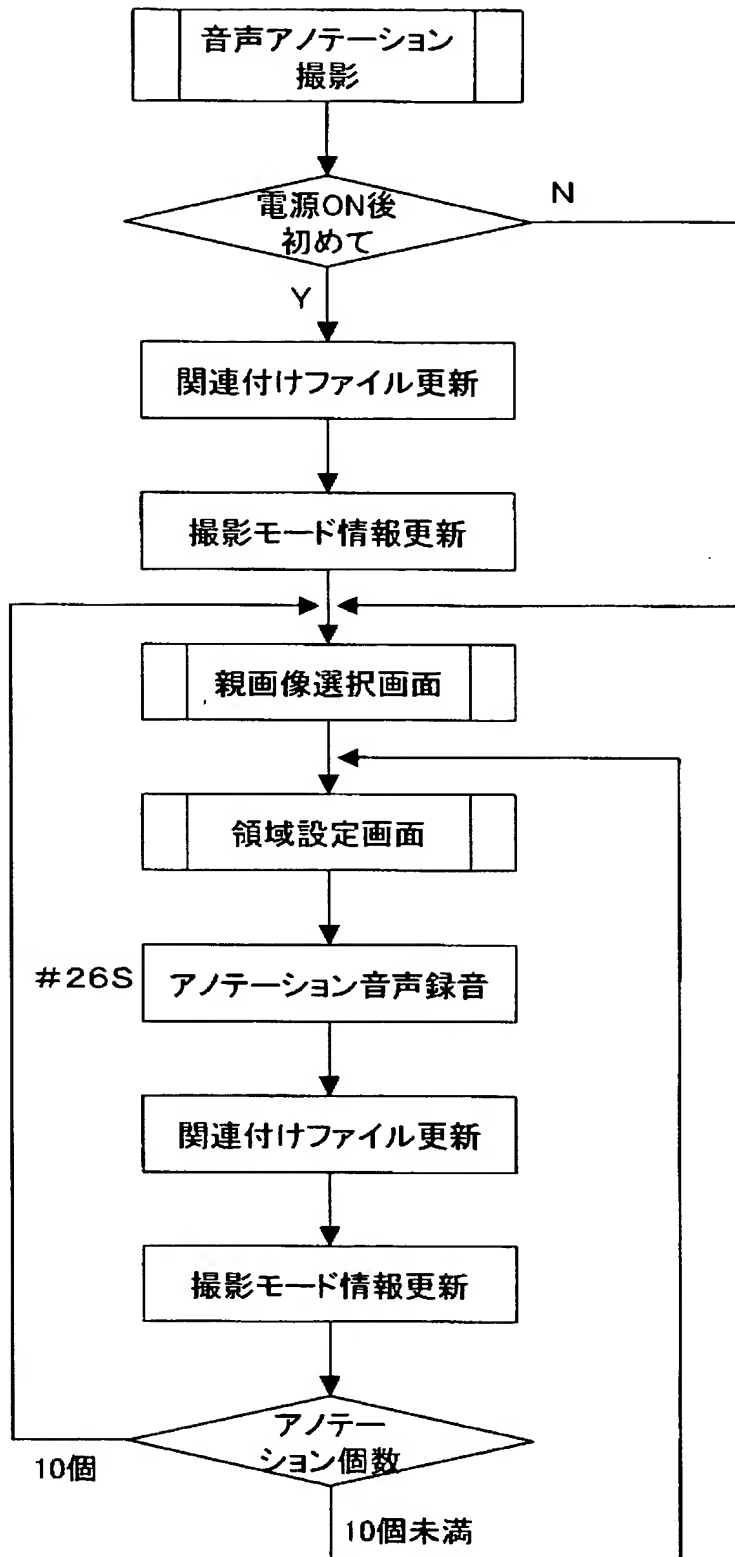 音声アノテーション
撮影
電源ON後
初めて
N
Y
関連付けファイル更新
撮影モード情報更新
親画像選択画面
領域設定画面
#26S
アノテーション音声録音
関連付けファイル更新
撮影モード情報更新
アノテー
ション個数
10個
10個未満